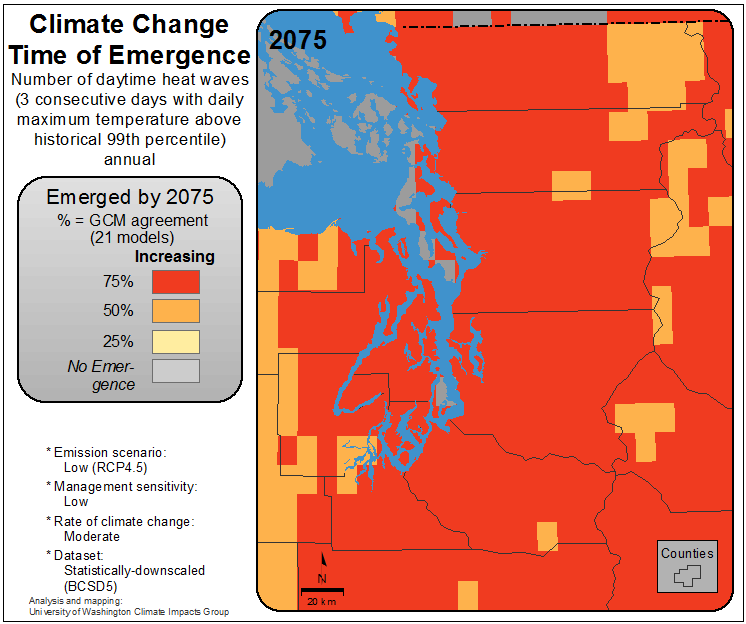 Climate Change
Time of Emergence
Number of daytime heat waves
(3 consecutive days with daily
maximum temperature above
historical 99th percentile)
annual
Emerged by 2075
% = GCM agreement
(21 models)
Increasing
75%
50%
25%
No Emer-
gence
* Emission scenario:
Low (RCP4.5)
* Management sensitivity:
Low
* Rate of climate change:
Moderate
* Dataset:
Statistically-downscaled
(BCSD5)
Analysis and mapping:
University of Washington Climate Impacts Group
2075
N
20 km
Counties